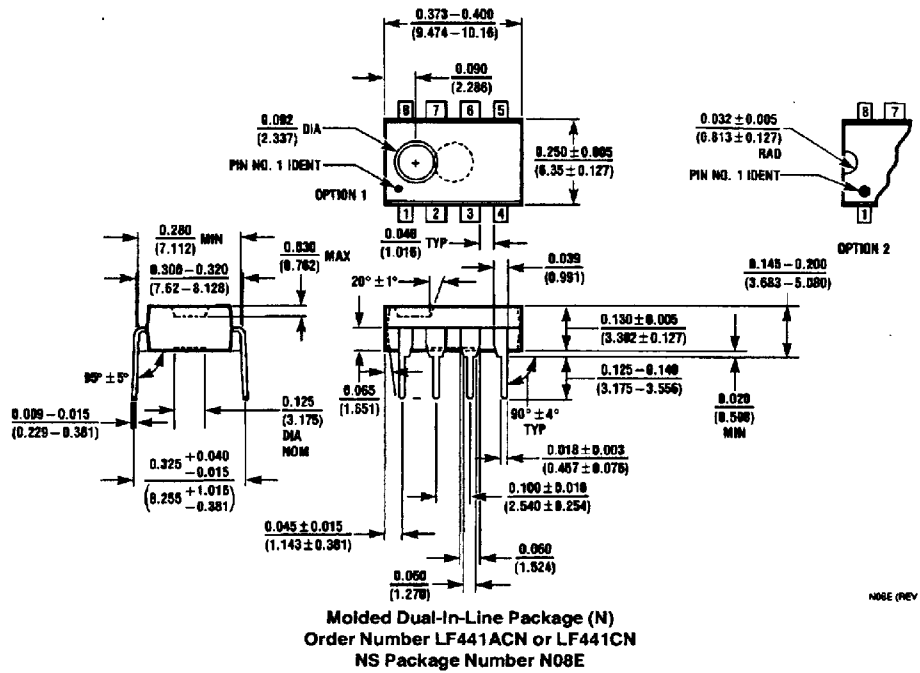 0.373–0.400
(9.474–10.16)
0.090
(2.286)
8 7 6 5
0.092 DIA
(2.337)
PIN NO. 1 IDENT
OPTION 1
0.250 ± 0.005
(6.35 ± 0.127)
1 2 3 4
0.032 ± 0.005
(0.813 ± 0.127)
RAD
PIN NO. 1 IDENT
8 7
1
OPTION 2
0.280 MIN
(7.112)
0.300–0.320
(7.62–8.128)
0.030 MAX
(0.762)
0.040 TYP
(1.016)
0.039
(0.991)
20° ±1°
0.145–0.200
(3.683–5.080)
0.130 ± 0.005
(3.302 ± 0.127)
0.125–0.140
(3.175–3.556)
0.020
(0.508)
MIN
95° ±5°
0.009–0.015
(0.229–0.381)
0.125
(3.175)
DIA
NOM
0.065
(1.651)
90° ±4°
TYP
0.018 ± 0.003
(0.457 ± 0.076)
0.325 +0.040
−0.015
(8.255 +1.016
−0.381)
0.100 ± 0.010
(2.540 ± 0.254)
0.045 ± 0.015
(1.143 ± 0.381)
0.060
(1.524)
(1.270)
N08E (REV
Molded Dual-In-Line Package (N)
Order Number LF441ACN or LF441CN
NS Package Number N08E